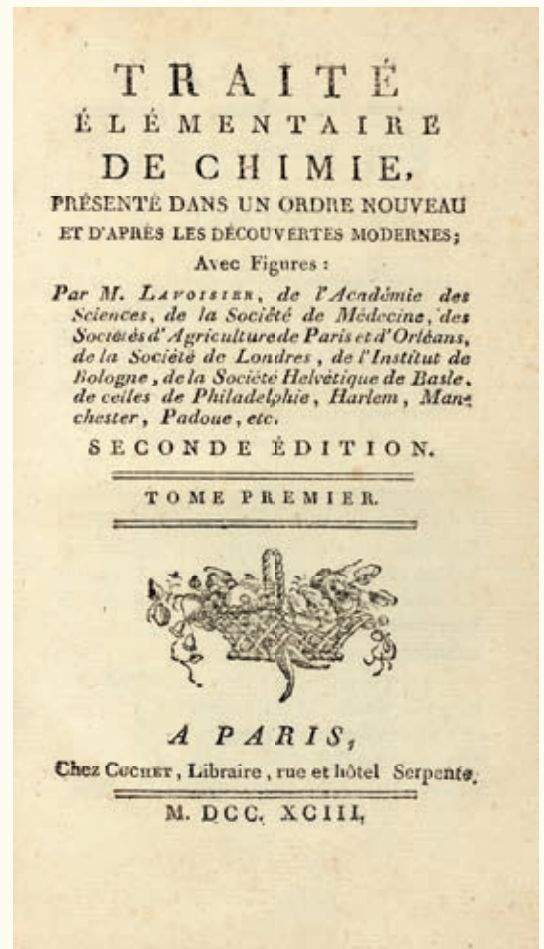 TRAITÉ
ÉLÉMENTAIRE
DE CHIMIE,
PRÉSENTÉ DANS UN ORDRE NOUVEAU
ET D'APRÈS LES DÉCOUVERTES MODERNES;
Avec Figures :
Par M. LAVOISIER, de l'Académie des
Sciences, de la Société de Médecine, des
Sociétés d'Agriculture de Paris et d'Orléans,
de la Société de Londres, de l'Institut de
Bologne, de la Société Helvétique de Basle,
de celles de Philadelphie, Harlem, Man-
chester, Padoue, etc.
SECONDE ÉDITION.
TOME PREMIER.
A PARIS,
Chez CUCHET, Libraire, rue et hôtel Serpente.
M. DCC. XCIII.